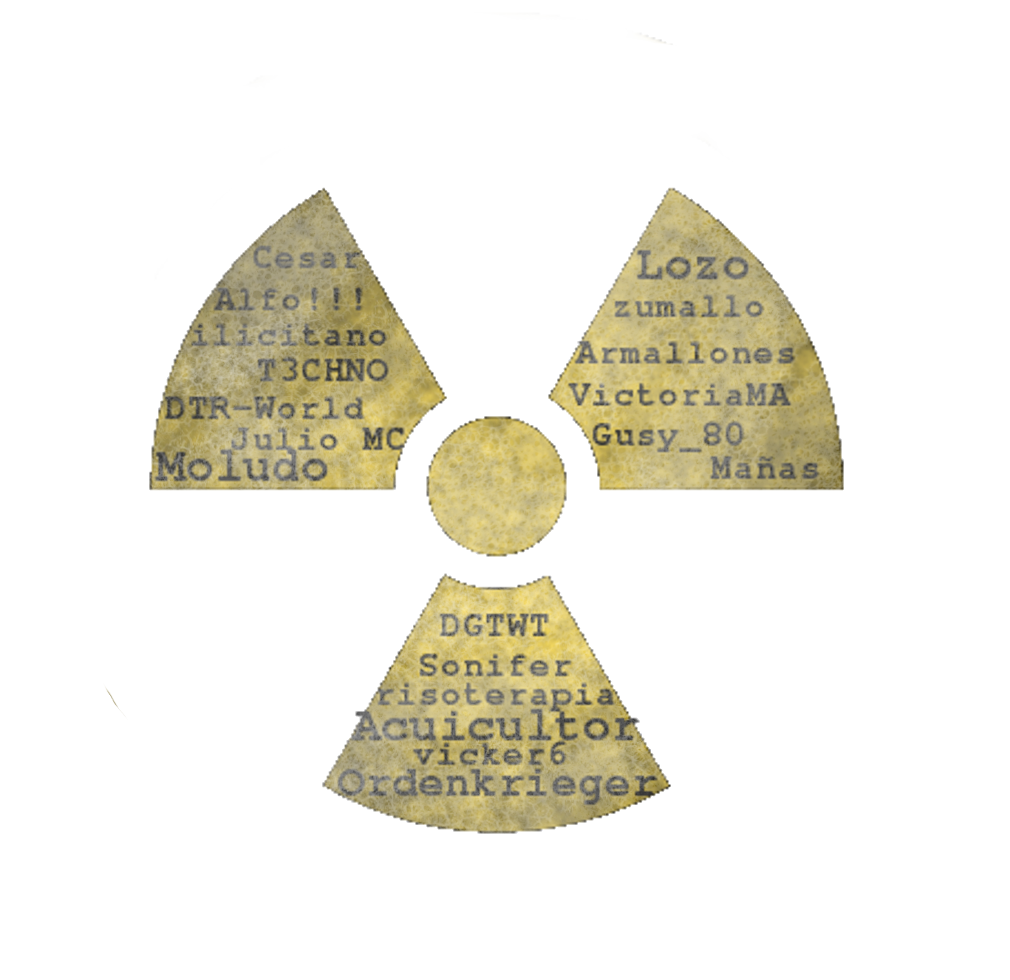 Cesar
Alfo!!!
ilicitano
T3CHNO
DTR-World
Julio MC
Moludo
Lozo
zumallo
Armallones
VictoriaMA
Gusy_80
Mañas
DGTWT
Sonifer
risoterapia
Acuicultor
vicker6
Ordenkrieger